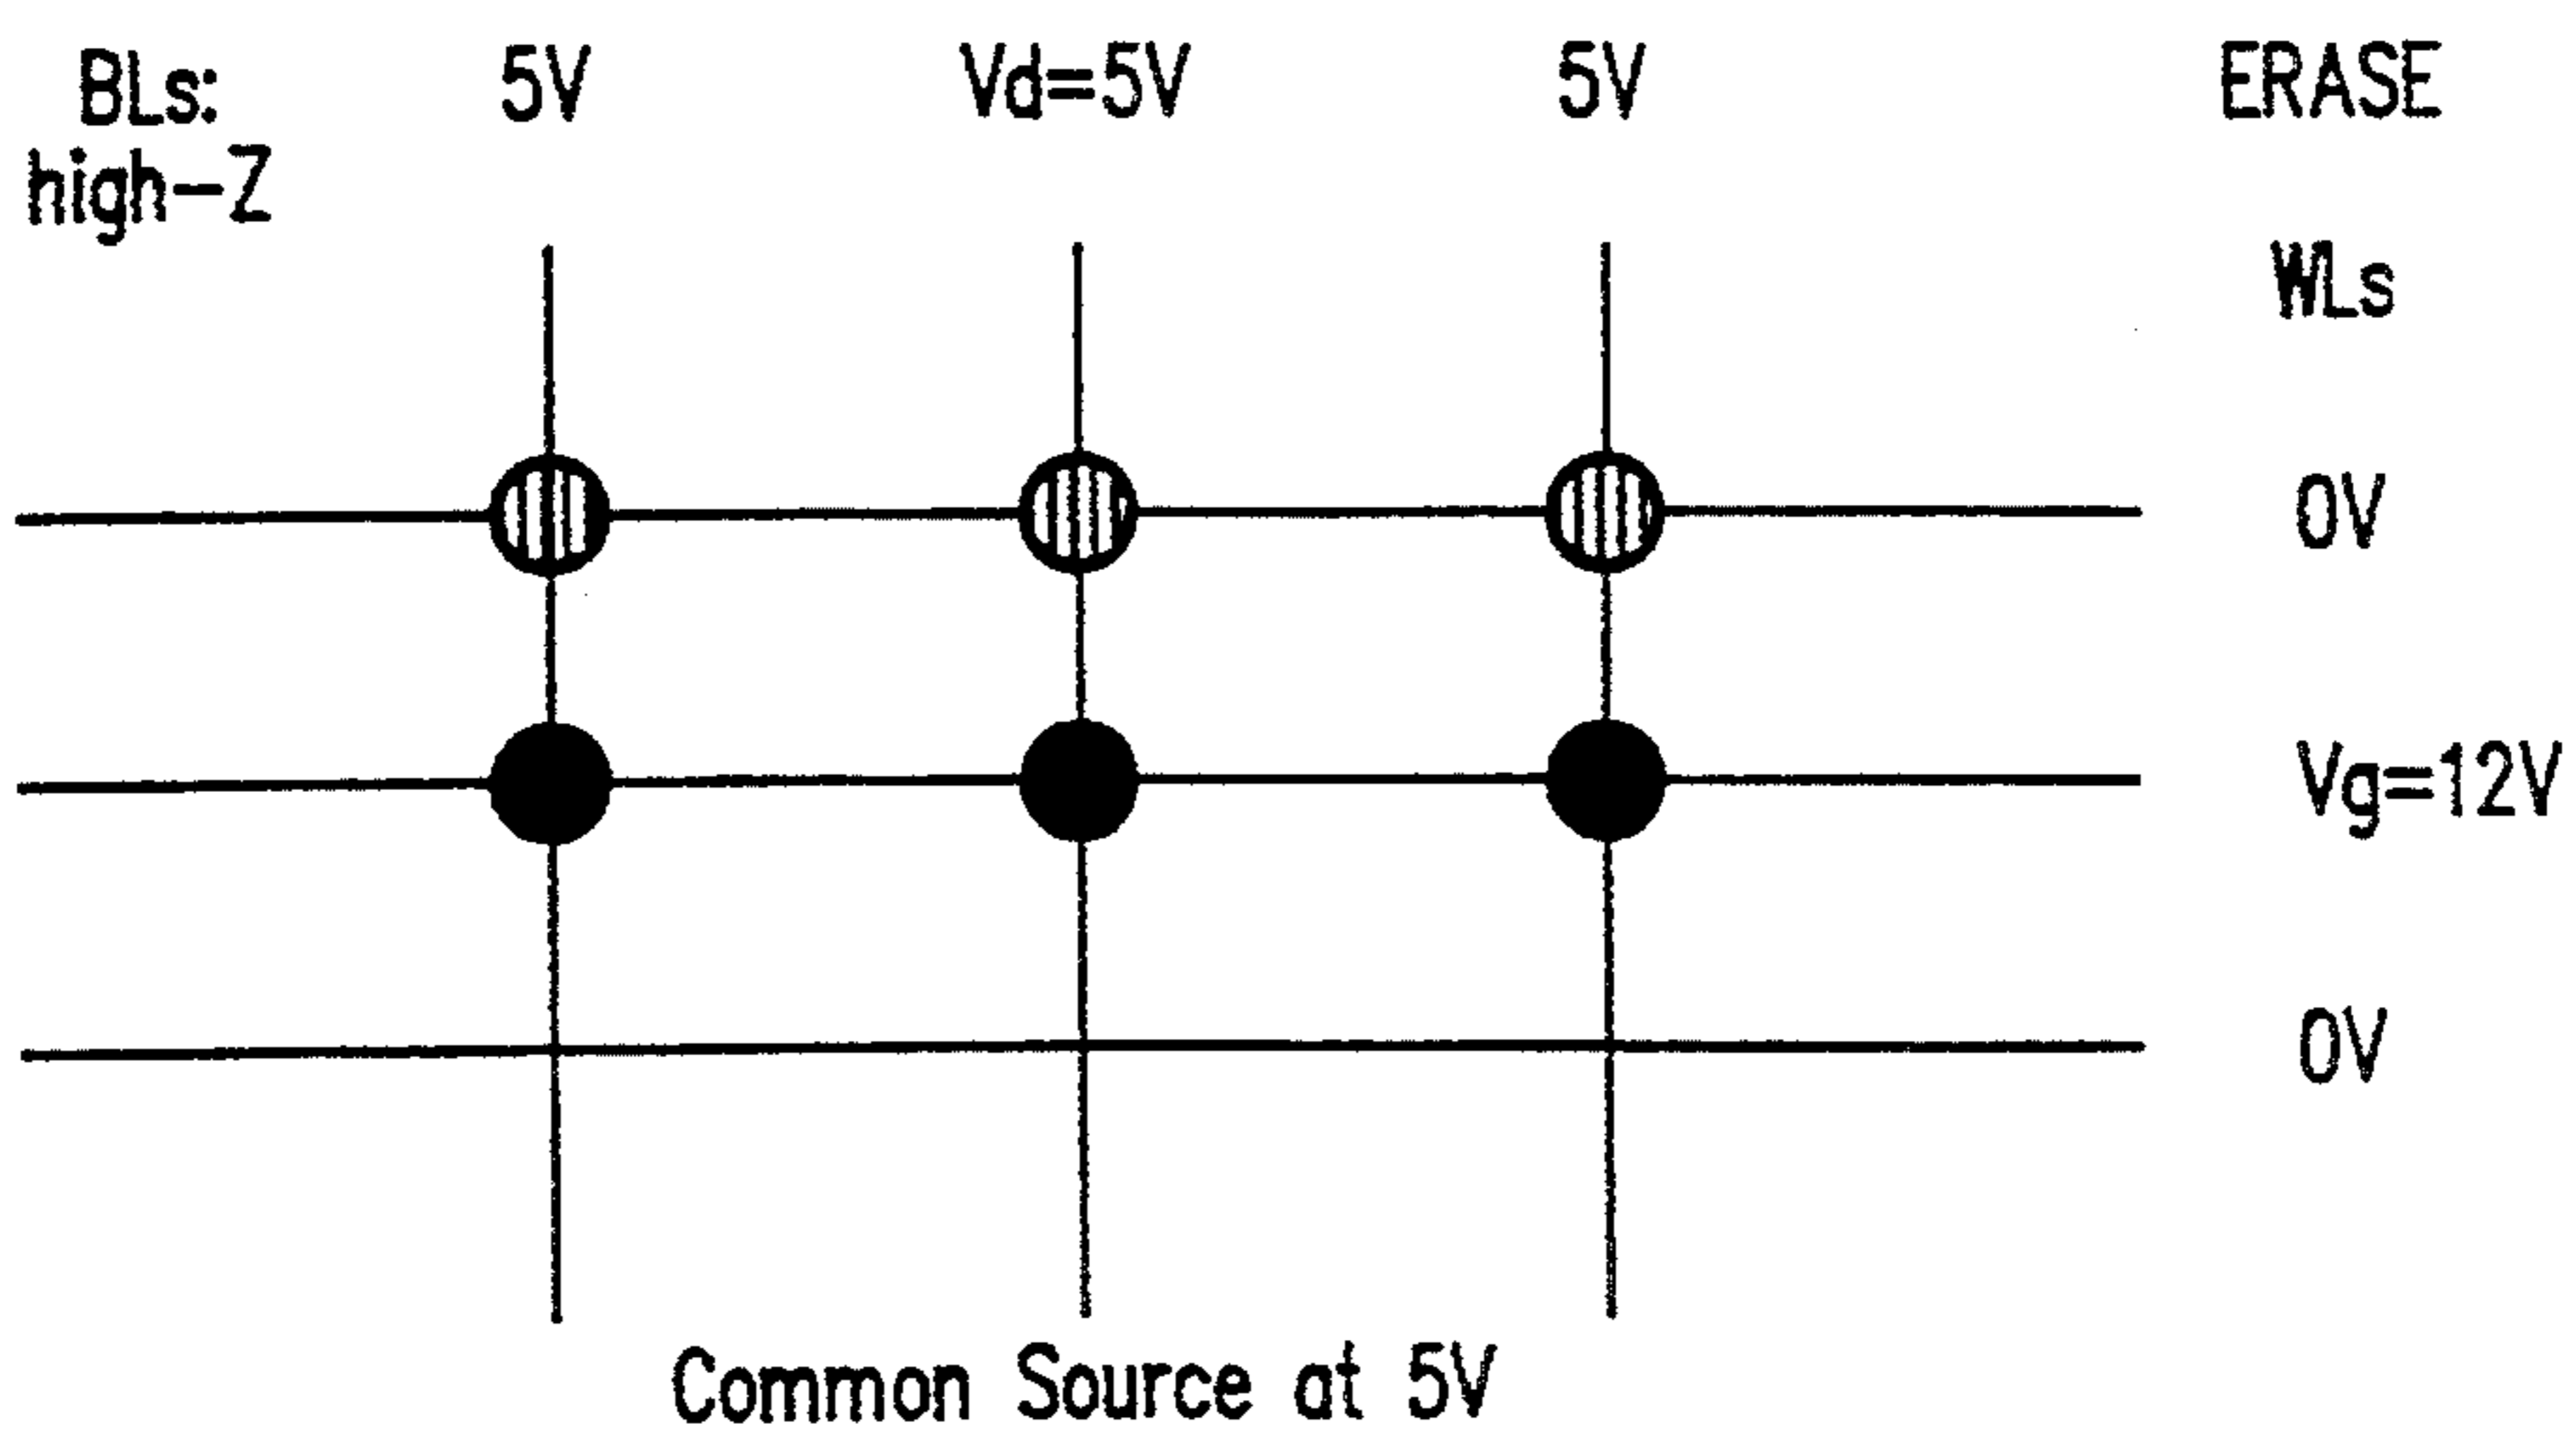 BLs: 5V Vd=5V 5V ERASE
high-Z
WLs
0V
Vg=12V
0V
Common Source at 5V